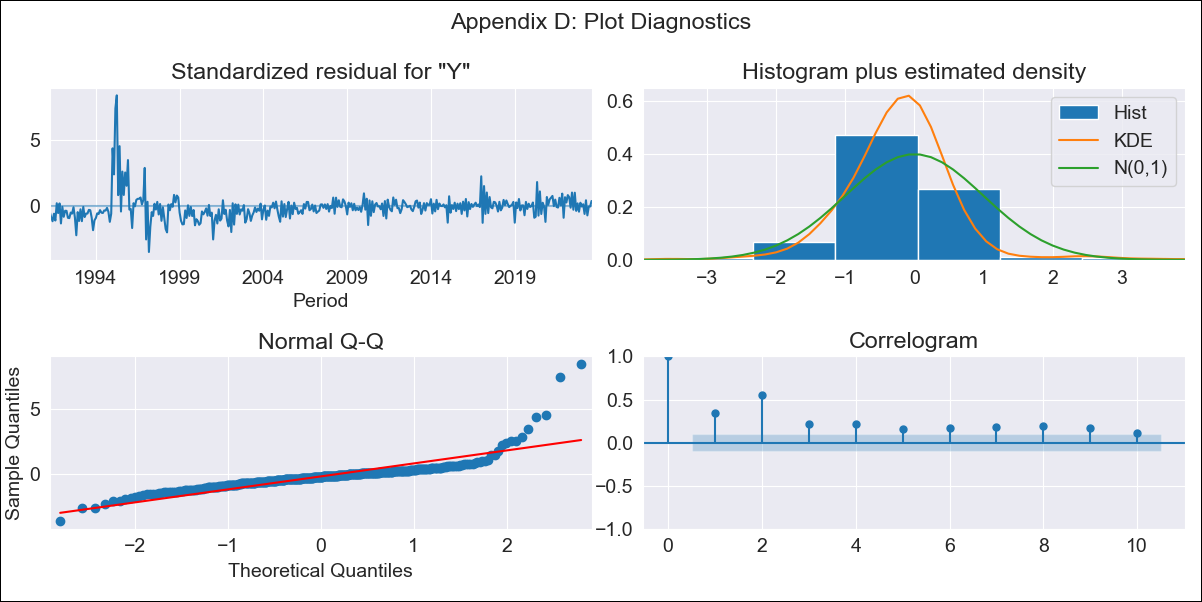 Appendix D: Plot Diagnostics
Standardized residual for "Y"
5
0
1994 1999 2004 2009 2014 2019
Period
Histogram plus estimated density
0.6
0.4
0.2
0.0
Hist
KDE
N(0,1)
−3 −2 −1 0 1 2 3
Normal Q-Q
Sample Quantiles
5
0
−2 −1 0 1 2
Theoretical Quantiles
Correlogram
1.0
0.5
0.0
−0.5
−1.0
0 2 4 6 8 10